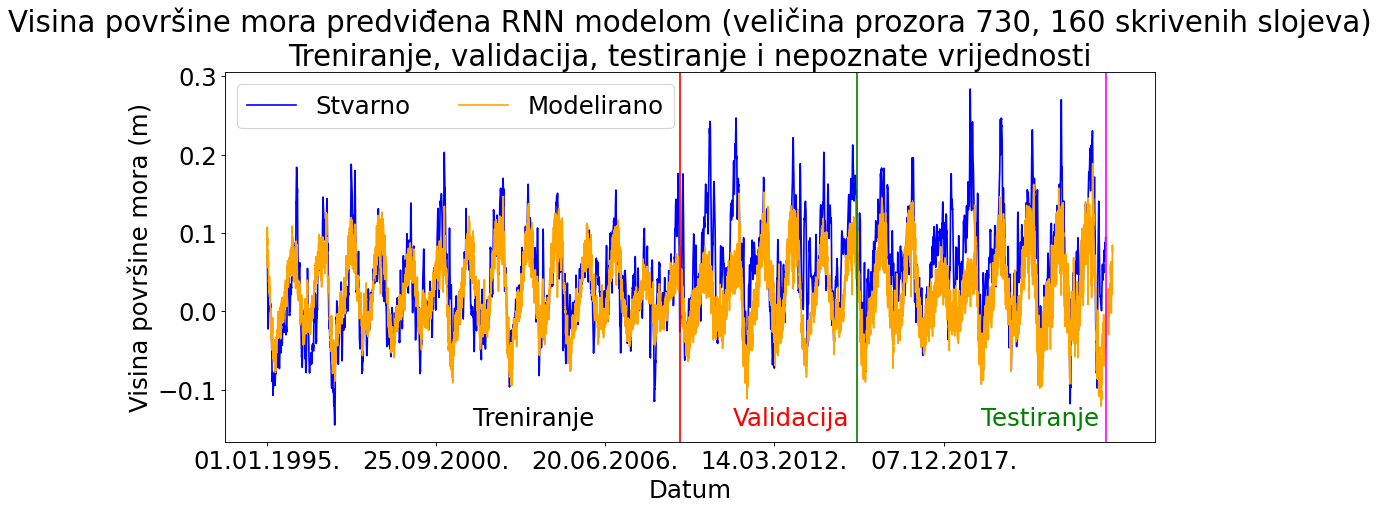 Visina površine mora predviđena RNN modelom (veličina prozora 730, 160 skrivenih slojeva)
Treniranje, validacija, testiranje i nepoznate vrijednosti
Stvarno
Modelirano
Visina površine mora (m)
0.3
0.2
0.1
0.0
−0.1
Treniranje
Validacija
Testiranje
01.01.1995.
25.09.2000.
20.06.2006.
14.03.2012.
07.12.2017.
Datum